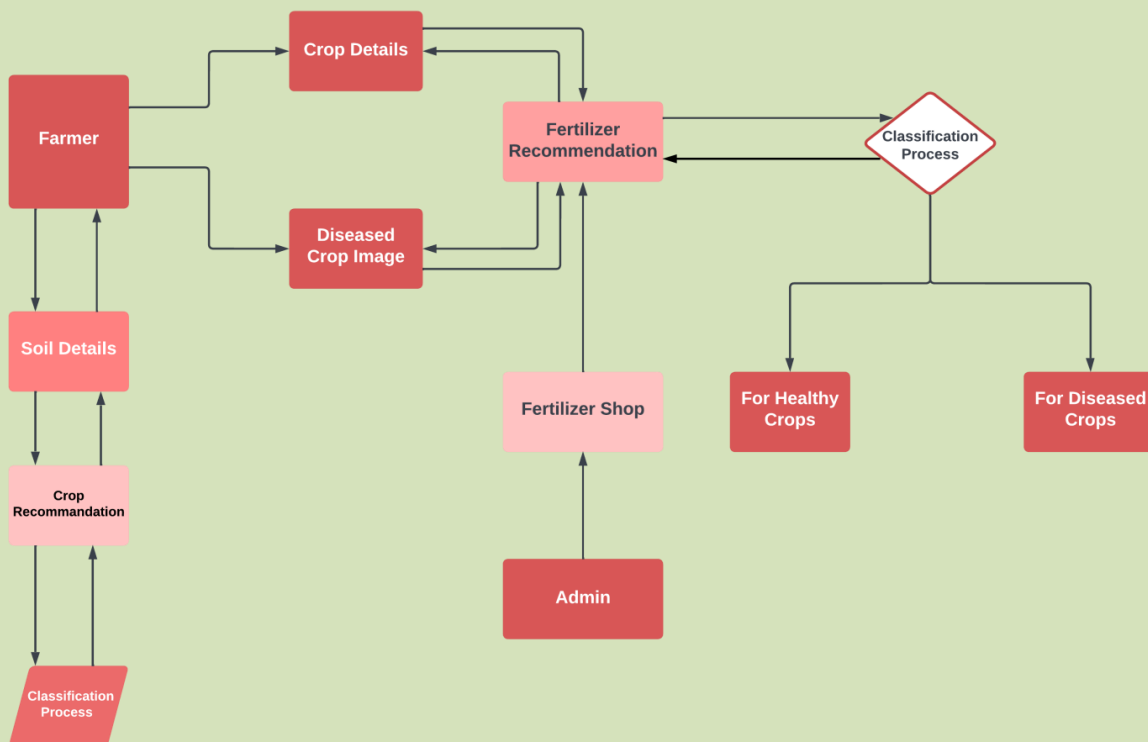 Crop Details
Farmer
Fertilizer
Recommendation
Classification
Process
Diseased
Crop Image
Soil Details
Fertilizer Shop
For Healthy
Crops
For Diseased
Crops
Crop
Recommandation
Admin
Classification
Process